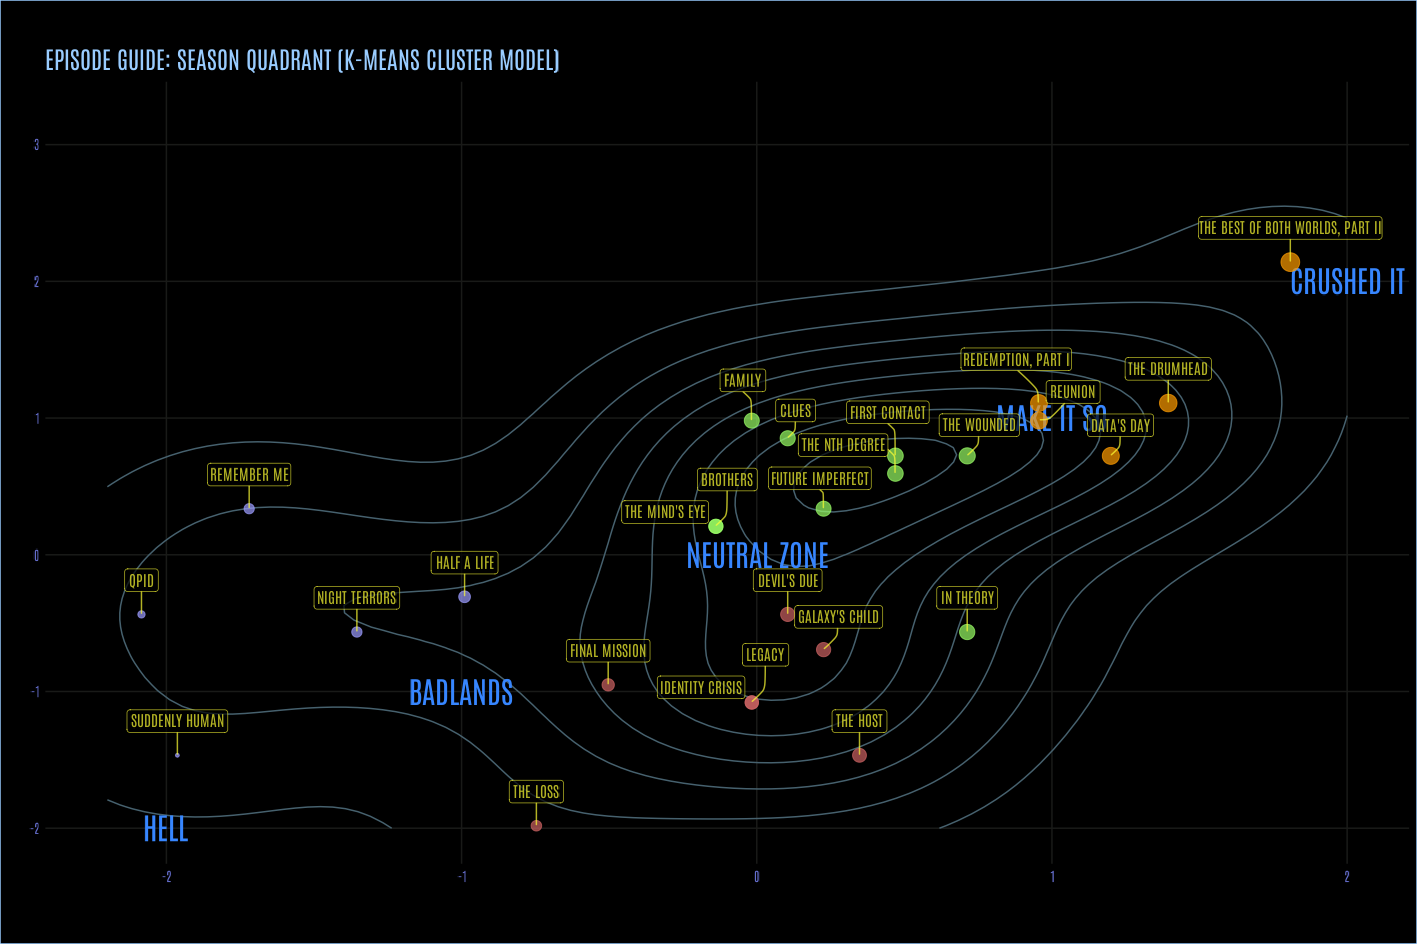 EPISODE GUIDE: SEASON QUADRANT (K-MEANS CLUSTER MODEL)
3
THE BEST OF BOTH WORLDS, PART II
2
CRUSHED IT
REDEMPTION, PART I
THE DRUMHEAD
FAMILY
REUNION
CLUES
FIRST CONTACT
1
MAKE IT SO
THE WOUNDED
DATA'S DAY
THE NTH DEGREE
REMEMBER ME
BROTHERS
FUTURE IMPERFECT
THE MIND'S EYE
0
NEUTRAL ZONE
HALF A LIFE
QPID
DEVIL'S DUE
NIGHT TERRORS
IN THEORY
GALAXY'S CHILD
FINAL MISSION
LEGACY
IDENTITY CRISIS
-1
BADLANDS
SUDDENLY HUMAN
THE HOST
THE LOSS
-2
HELL
-2
-1
0
1
2